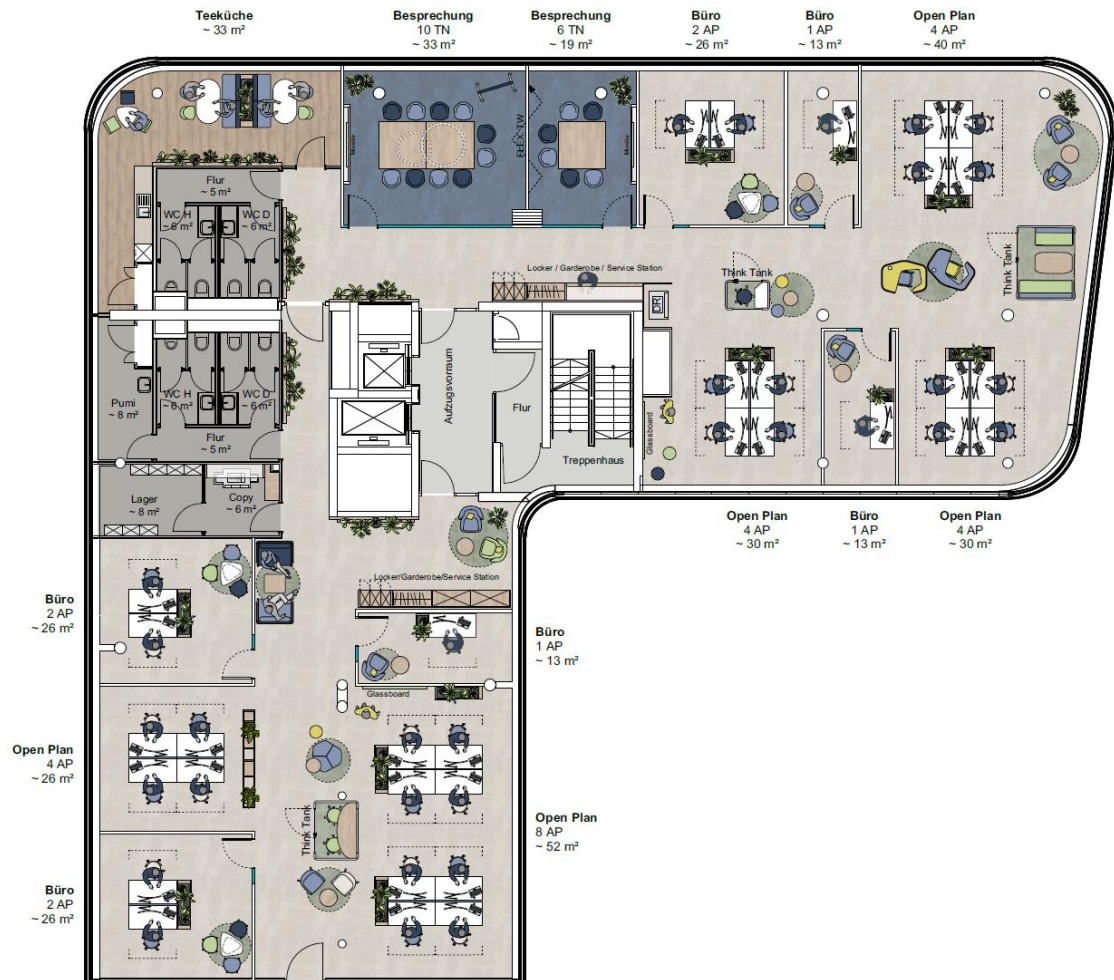 Teeküche
~ 33 m²
Besprechung
10 TN
~ 33 m²
Besprechung
6 TN
~ 19 m²
Büro
2 AP
~ 26 m²
Büro
1 AP
~ 13 m²
Open Plan
4 AP
~ 40 m²
Monitor
FLEX-TW
Monitor
Flur
~ 5 m²
WC H
~ 6 m²
WC D
~ 6 m²
Locker / Garderobe / Service Station
Think Tank
Think Tank
DR
Aufzugsvorraum
Flur
Treppenhaus
Glassboard
Pumi
~ 8 m²
WC H
~ 6 m²
WC D
~ 6 m²
Flur
~ 5 m²
Lager
~ 8 m²
Copy
~ 6 m²
Open Plan
4 AP
~ 30 m²
Büro
1 AP
~ 13 m²
Open Plan
4 AP
~ 30 m²
Locker/Garderobe/Service Station
Büro
2 AP
~ 26 m²
Büro
1 AP
~ 13 m²
Glassboard
Open Plan
4 AP
~ 26 m²
Think Tank
Open Plan
8 AP
~ 52 m²
Büro
2 AP
~ 26 m²